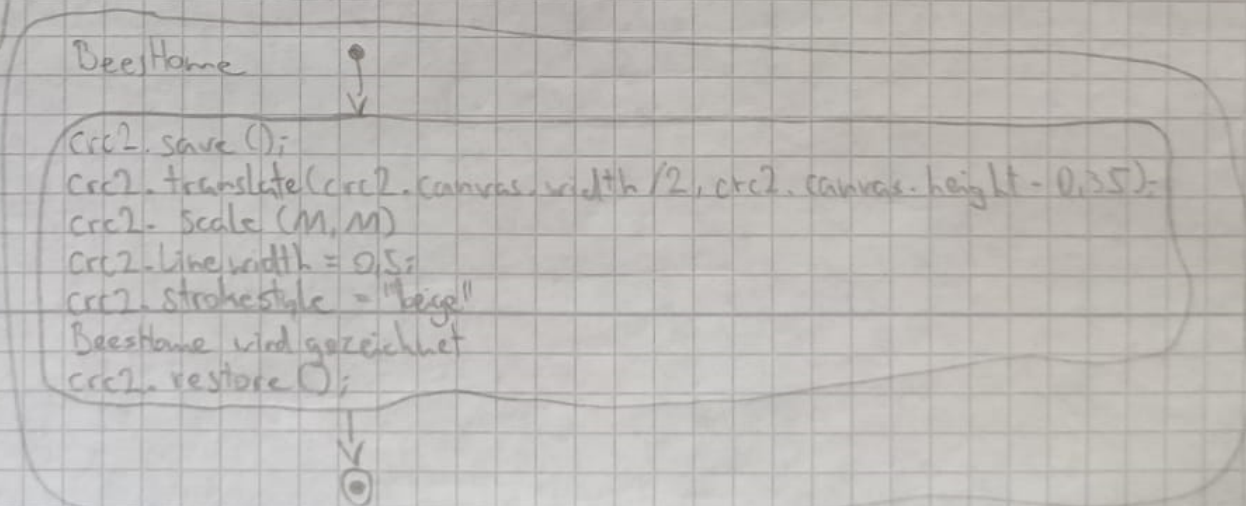 BeesHome
crc2.save();
crc2.translate(crc2.canvas.width/2, crc2.canvas.height - 0,35);
crc2.scale(M, M)
crc2.linewidth = 0,5;
crc2.strokestyle = "beige"
BeesHome wird gezeichnet
crc2.restore();